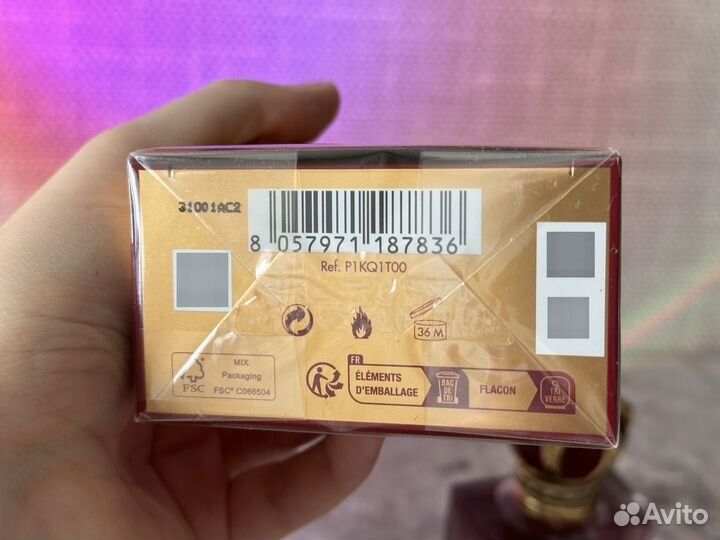 31001AC2
8 057971 187836
Ref. P1KQ1T00
36 M
MIX
Packaging
FSC
FSC® C066504
FR
ÉLÉMENTS
D'EMBALLAGE
BAC
DE
TRI
FLACON
TRI
VERRE
Avito